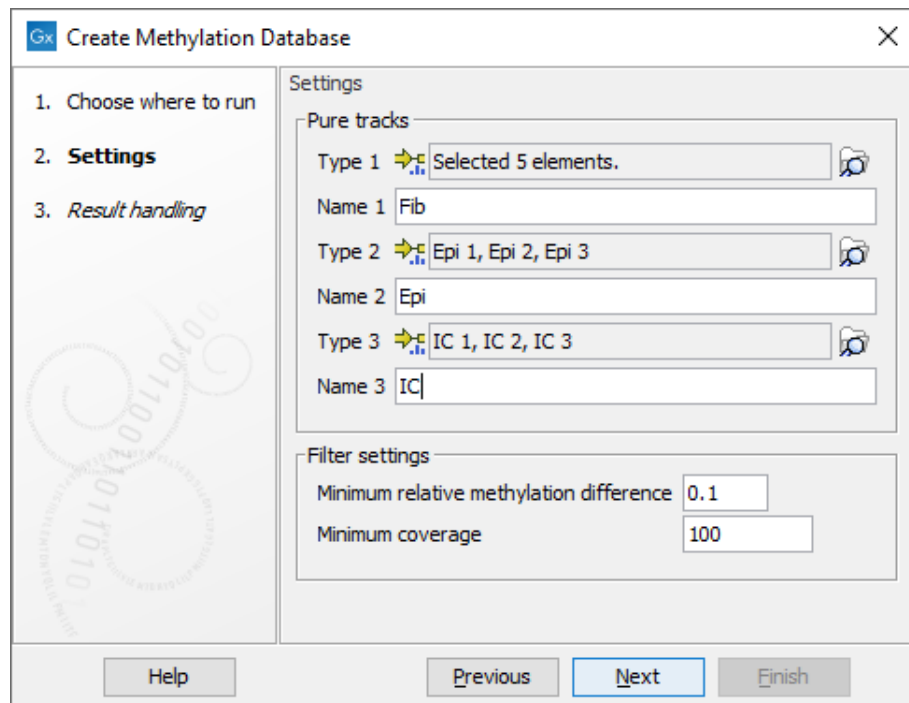 Gx Create Methylation Database
1. Choose where to run
2. Settings
3. Result handling
Settings
Pure tracks
Type 1 Selected 5 elements.
Name 1 Fib
Type 2 Epi 1, Epi 2, Epi 3
Name 2 Epi
Type 3 IC 1, IC 2, IC 3
Name 3 IC
Filter settings
Minimum relative methylation difference 0.1
Minimum coverage 100
Help Previous Next Finish